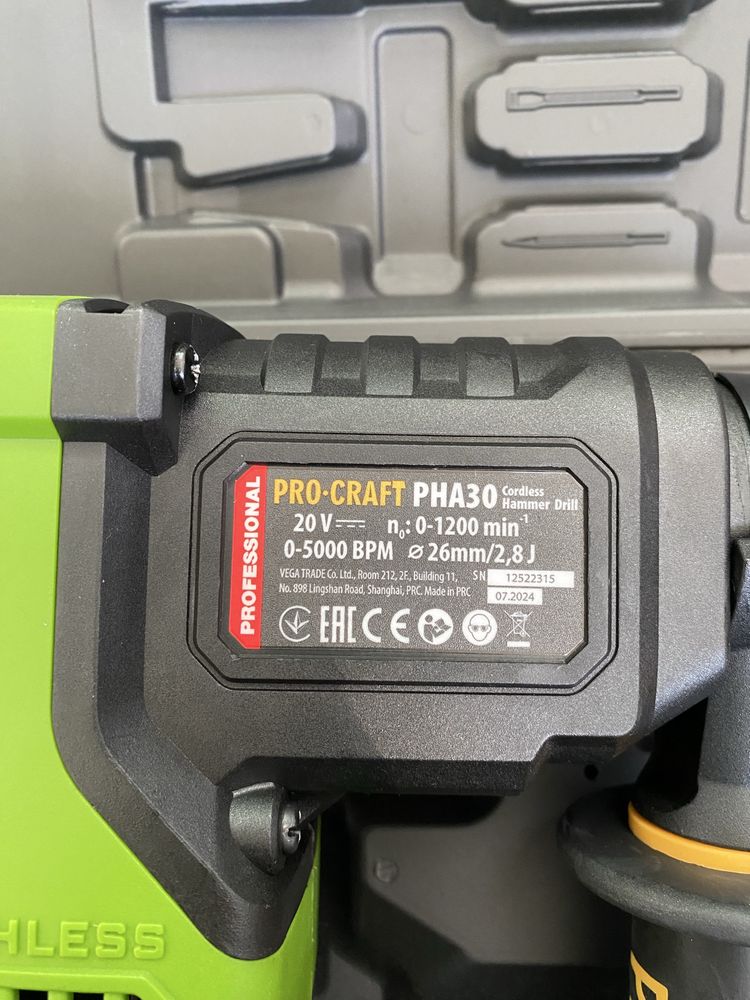 PROFESSIONAL
PRO·CRAFT PHA30 Cordless Hammer Drill
20 V n₀: 0-1200 min⁻¹
0-5000 BPM ⌀ 26mm/2,8 J
VEGA TRADE Co. Ltd., Room 212, 2F., Building 11,
No. 898 Lingshan Road, Shanghai, PRC. Made in PRC
SN 12522315
07.2024
EAC CE
HLESS